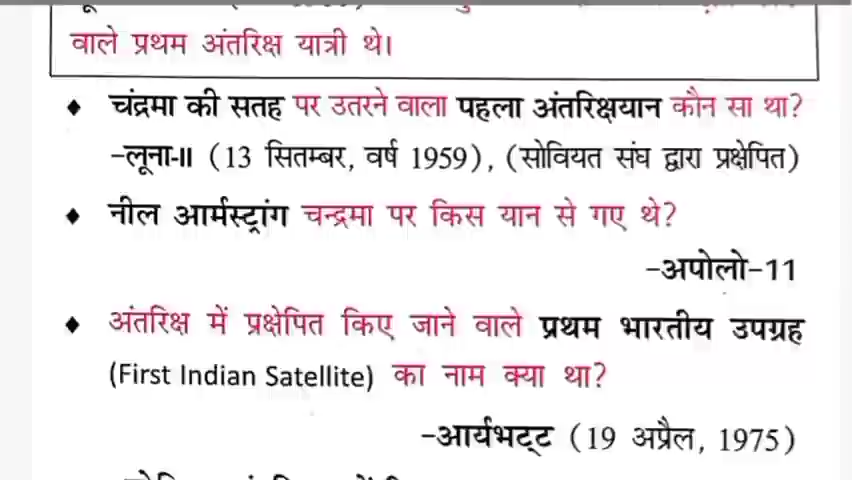 वाले प्रथम अंतरिक्ष यात्री थे।
♦ चंद्रमा की सतह पर उतरने वाला पहला अंतरिक्षयान कौन सा था?
–लूना-II (13 सितम्बर, वर्ष 1959), (सोवियत संघ द्वारा प्रक्षेपित)
♦ नील आर्मस्ट्रांग चन्द्रमा पर किस यान से गए थे?
–अपोलो–11
♦ अंतरिक्ष में प्रक्षेपित किए जाने वाले प्रथम भारतीय उपग्रह
(First Indian Satellite) का नाम क्या था?
–आर्यभट्ट (19 अप्रैल, 1975)